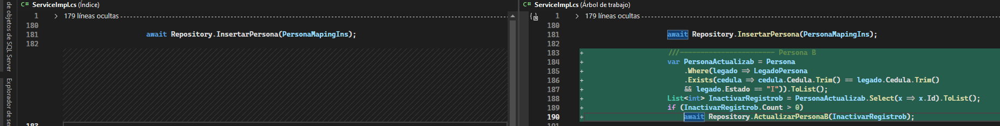 de objetos de SQL Server
Explorador de ser
C# ServiceImpl.cs (Índice)
1 > 179 líneas ocultas
180
181 await Repository.InsertarPersona(PersonaMapingIns);
182
183
C# ServiceImpl.cs (Árbol de trabajo)
1 > 179 líneas ocultas
180
181 await Repository.InsertarPersona(PersonaMapingIns);
182
183 + ///----------------------- Persona B
184 + var PersonaActualizab = Persona
185 + .Where(legado => LegadoPersona
186 + .Exists(cedula => cedula.Cedula.Trim() == legado.Cedula.Trim()
187 + && legado.Estado == "I")).ToList();
188 + List<int> InactivarRegistrob = PersonaActualizab.Select(x => x.Id).ToList();
189 + if (InactivarRegistrob.Count > 0)
190 + await Repository.ActualizarPersonaB(InactivarRegistrob);
191